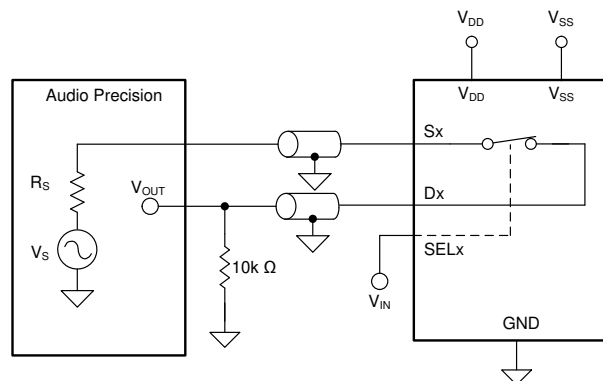 V_DD V_SS
Audio Precision
V_DD V_SS
Sx
R_S
V_OUT
Dx
V_S
10k Ω
SELx
V_IN
GND